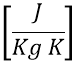 [J / Kg K]